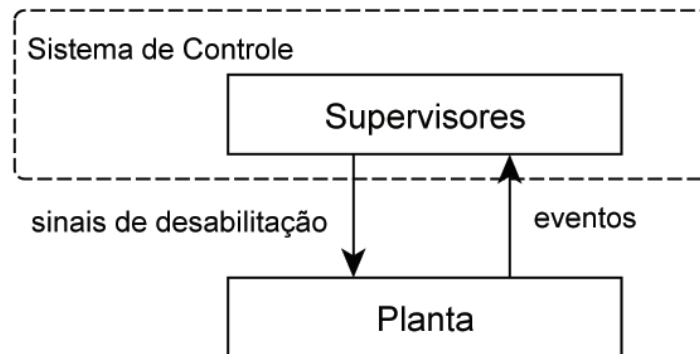 Sistema de Controle
Supervisores
sinais de desabilitação
eventos
Planta